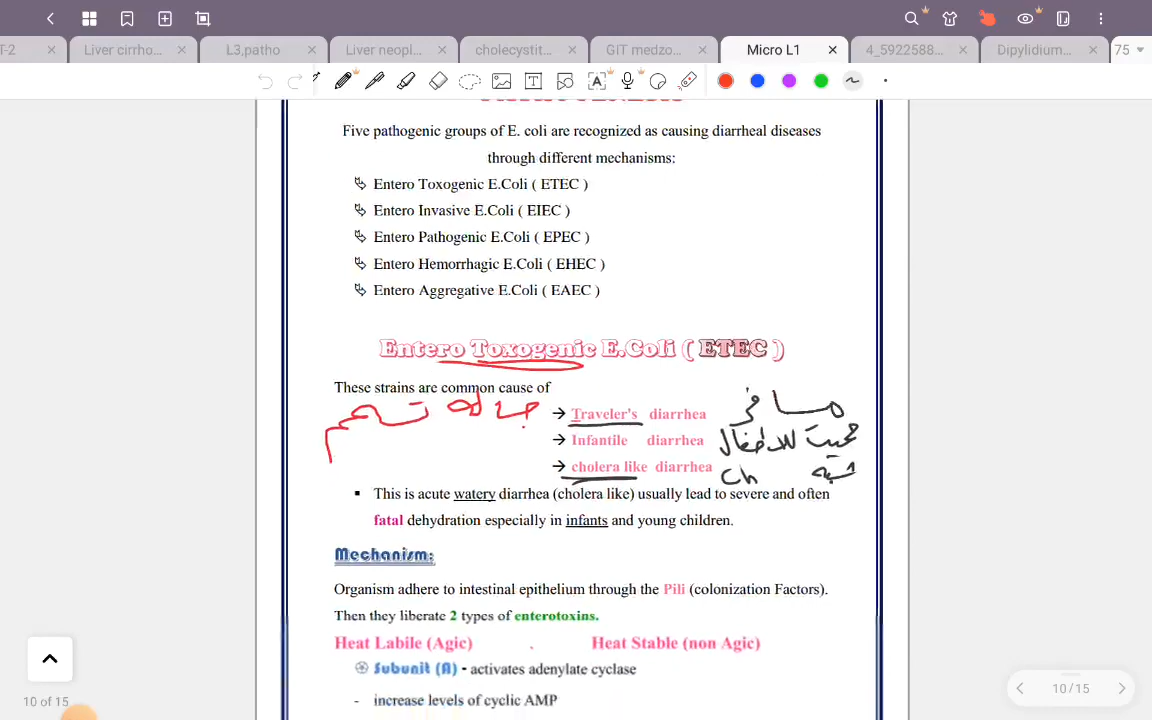 T-2
Liver cirrho...
L3,patho
Liver neopl...
cholecystit...
GIT medzo...
Micro L1
4_5922588...
Dipylidium...
75
Five pathogenic groups of E. coli are recognized as causing diarrheal diseases
through different mechanisms:
Entero Toxogenic E.Coli ( ETEC )
Entero Invasive E.Coli ( EIEC )
Entero Pathogenic E.Coli ( EPEC )
Entero Hemorrhagic E.Coli ( EHEC )
Entero Aggregative E.Coli ( EAEC )
Entero Toxogenic E.Coli ( ETEC )
These strains are common cause of
→ Traveler's diarrhea
→ Infantile diarrhea
للاطفال
→ cholera like diarrhea
شبه Ch
▪ This is acute watery diarrhea (cholera like) usually lead to severe and often
fatal dehydration especially in infants and young children.
Mechanism:
Organism adhere to intestinal epithelium through the Pili (colonization Factors).
Then they liberate 2 types of enterotoxins.
Heat Labile (Agic) . Heat Stable (non Agic)
Subunit (A) - activates adenylate cyclase
- increase levels of cyclic AMP
10 of 15
10/15